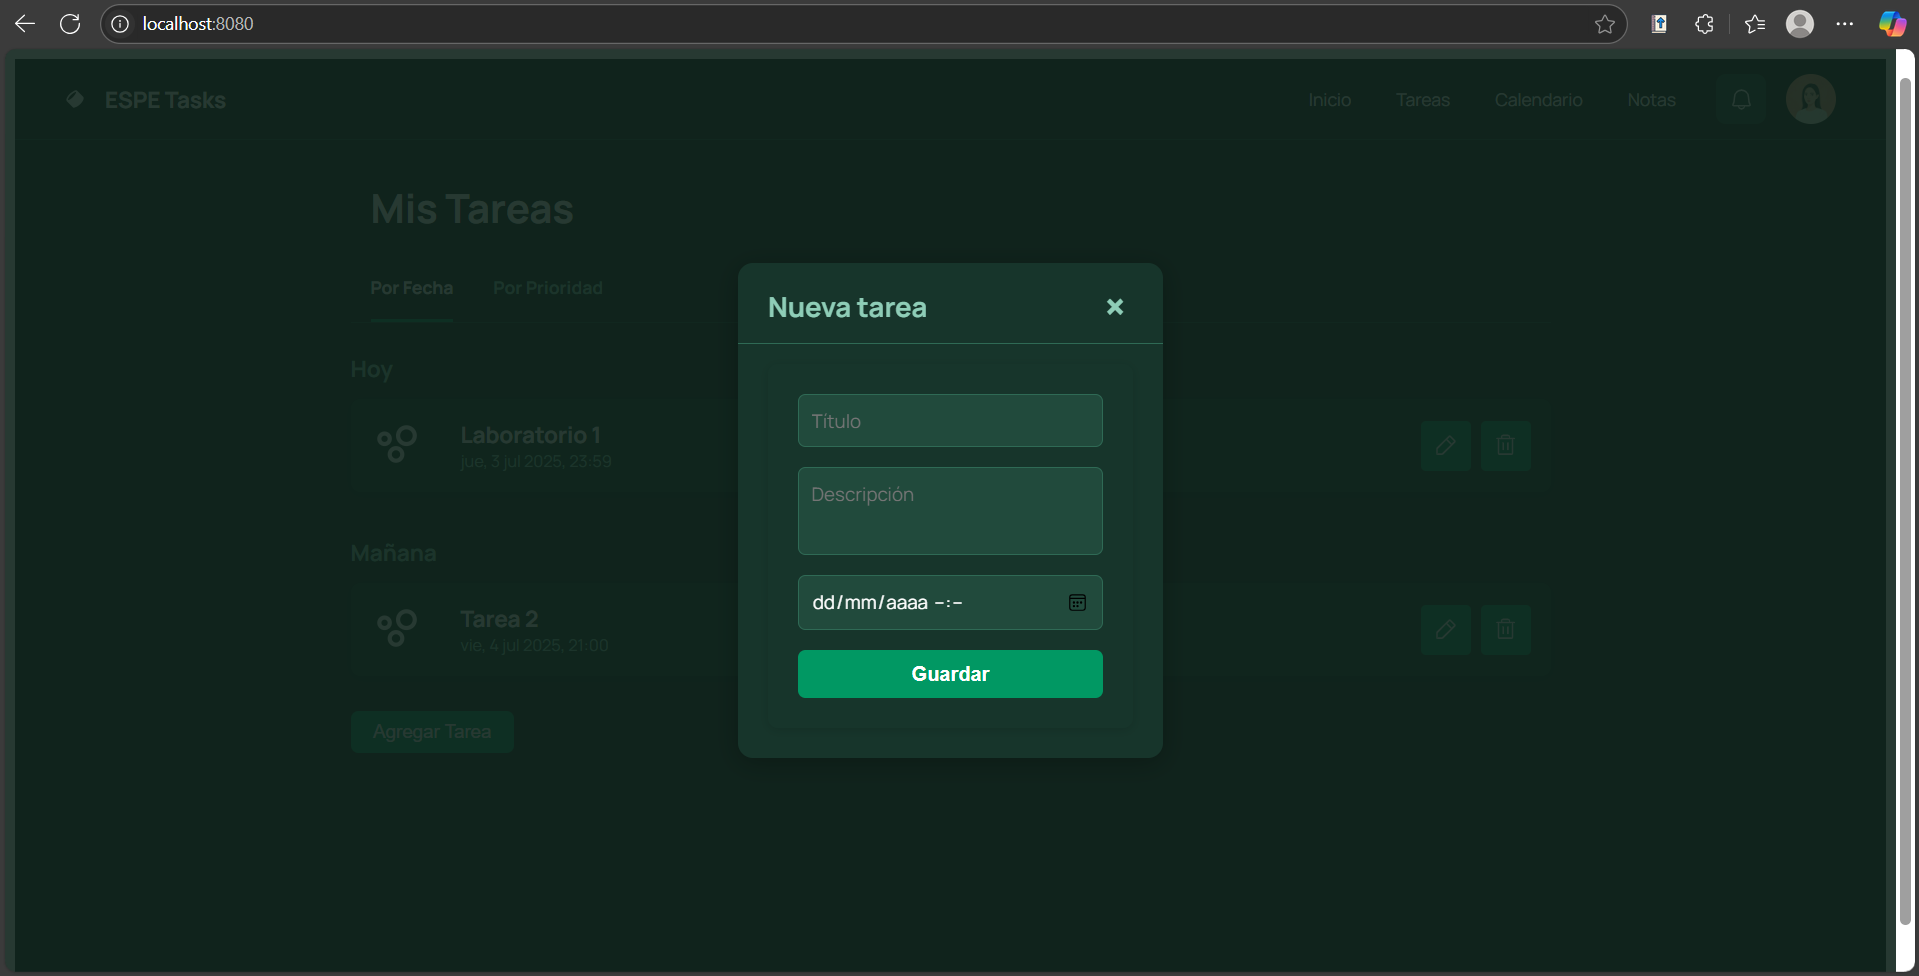 localhost:8080
ESPE Tasks
Inicio
Tareas
Calendario
Notas
Mis Tareas
Por Fecha
Por Prioridad
Hoy
Laboratorio 1
jue, 3 jul 2025, 23:59
Mañana
Tarea 2
vie, 4 jul 2025, 21:00
Agregar Tarea
Nueva tarea
Título
Descripción
dd/mm/aaaa --:--
Guardar